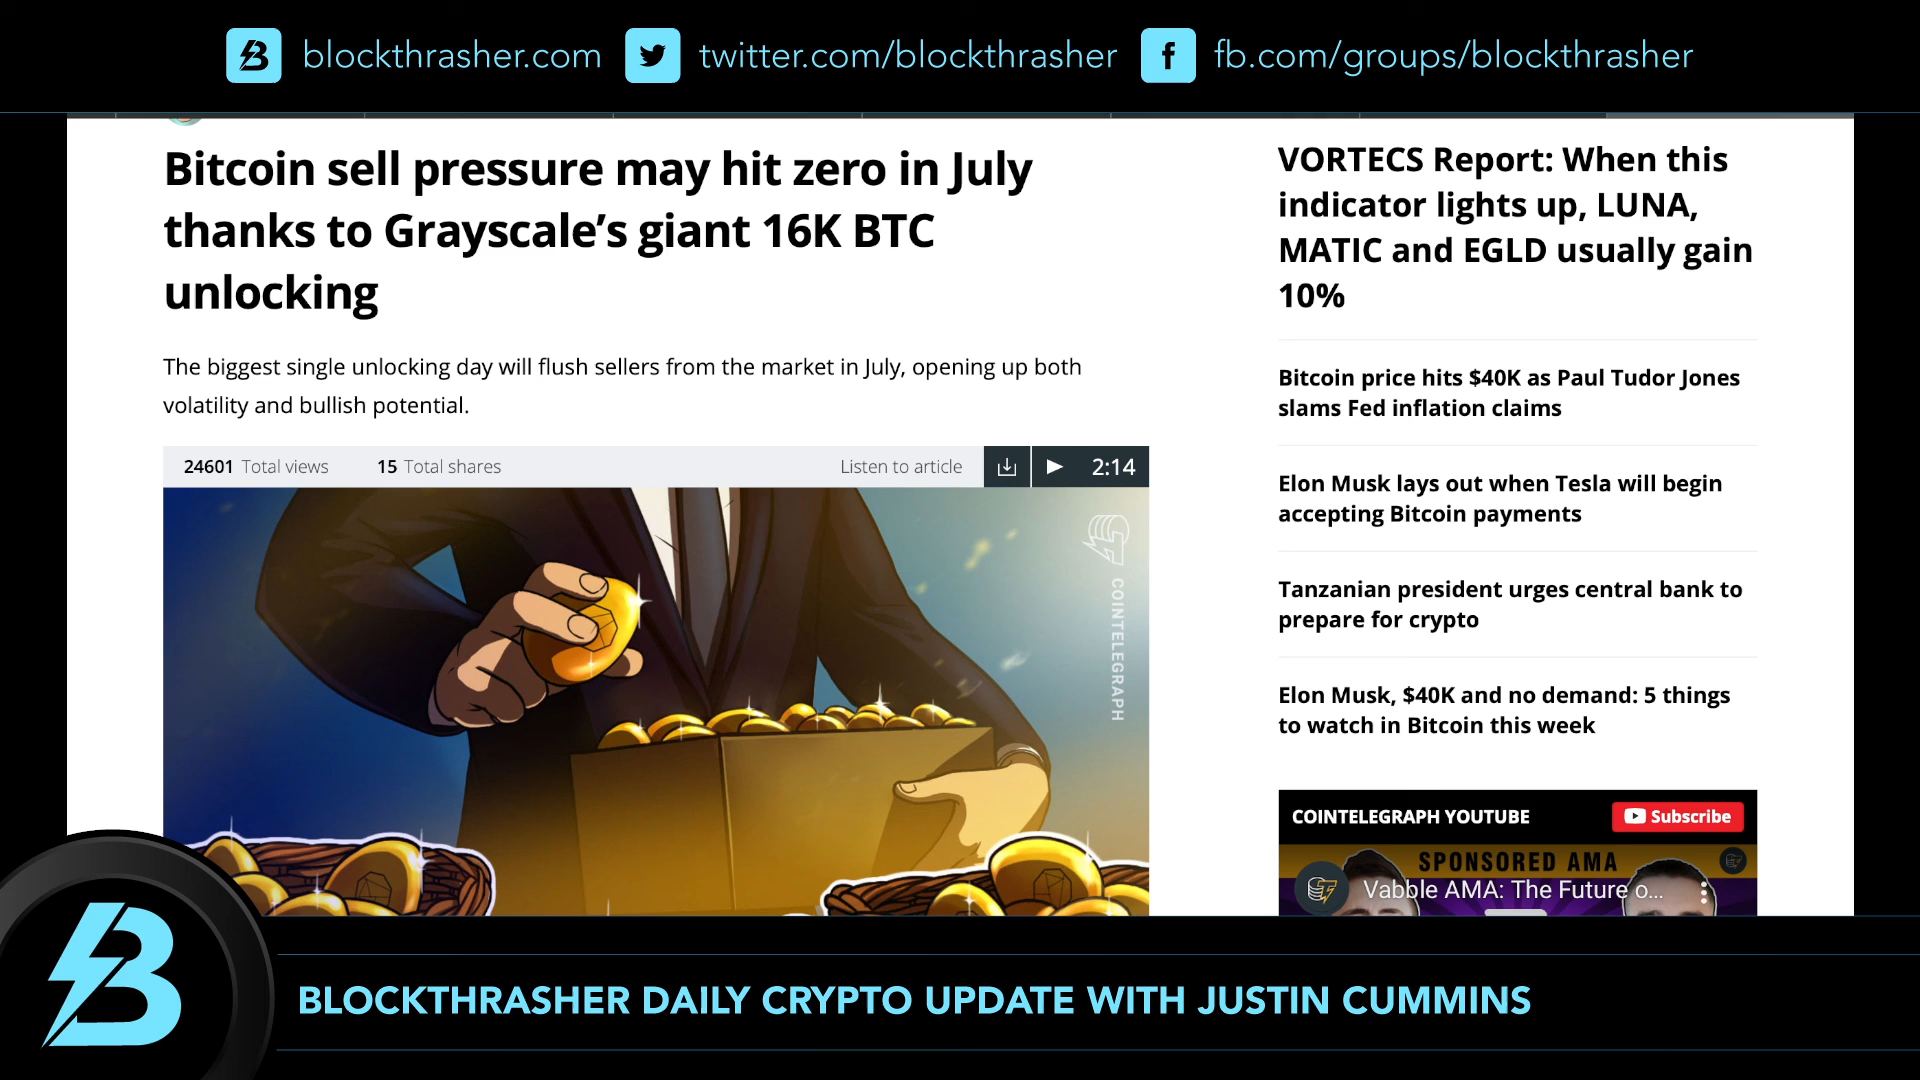 blockthrasher.com
twitter.com/blockthrasher
fb.com/groups/blockthrasher
Bitcoin sell pressure may hit zero in July
thanks to Grayscale’s giant 16K BTC
unlocking
The biggest single unlocking day will flush sellers from the market in July, opening up both
volatility and bullish potential.
24601 Total views 15 Total shares Listen to article 2:14
COINTELEGRAPH
VORTECS Report: When this
indicator lights up, LUNA,
MATIC and EGLD usually gain
10%
Bitcoin price hits $40K as Paul Tudor Jones
slams Fed inflation claims
Elon Musk lays out when Tesla will begin
accepting Bitcoin payments
Tanzanian president urges central bank to
prepare for crypto
Elon Musk, $40K and no demand: 5 things
to watch in Bitcoin this week
COINTELEGRAPH YOUTUBE Subscribe
SPONSORED AMA
Vabble AMA: The Future o...
B
BLOCKTHRASHER DAILY CRYPTO UPDATE WITH JUSTIN CUMMINS